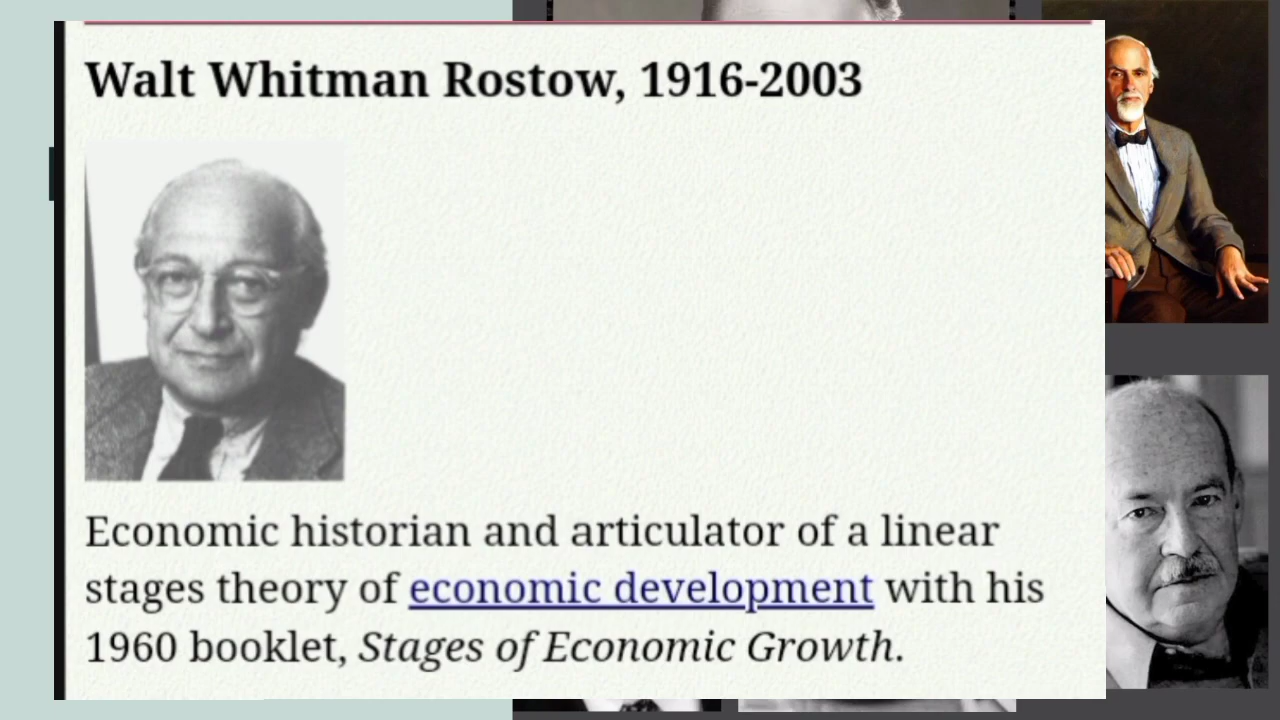 Walt Whitman Rostow, 1916-2003
Economic historian and articulator of a linear
stages theory of economic development with his
1960 booklet, Stages of Economic Growth.